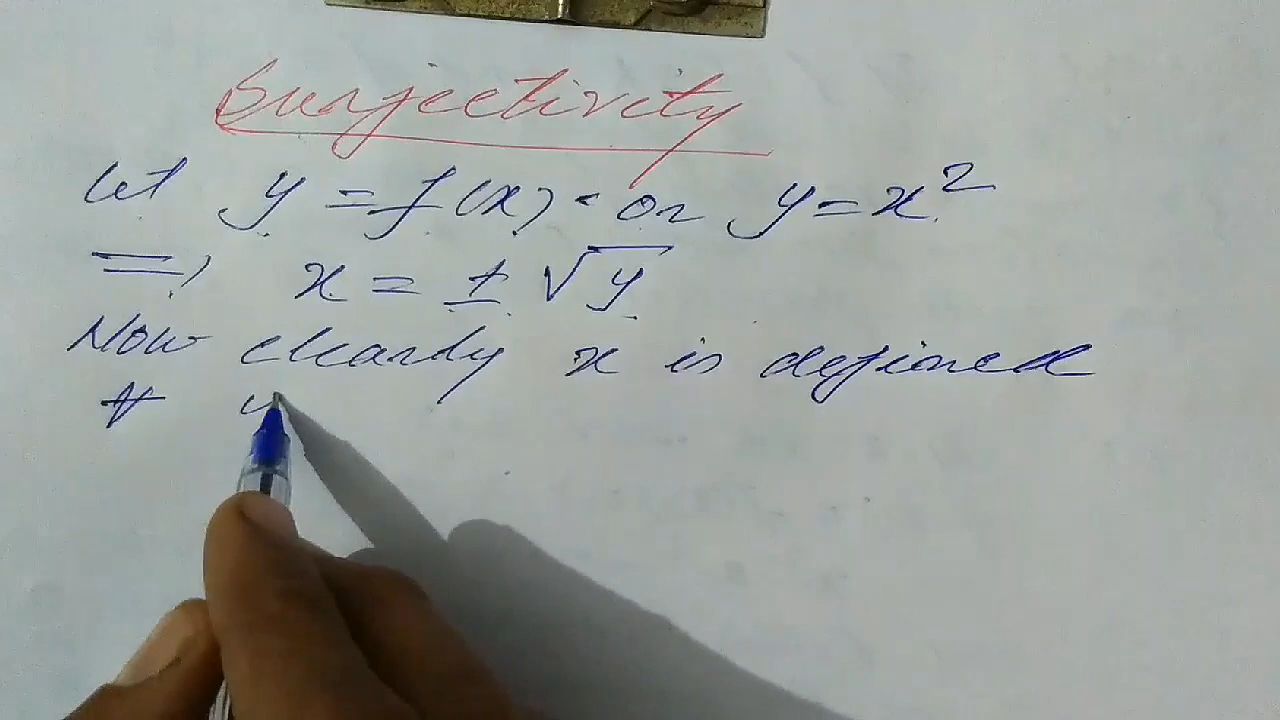 Surjectivity
Let y = f(x). or y = x²
⇒ x = ± √y
Now clearly x is defined
∀ y